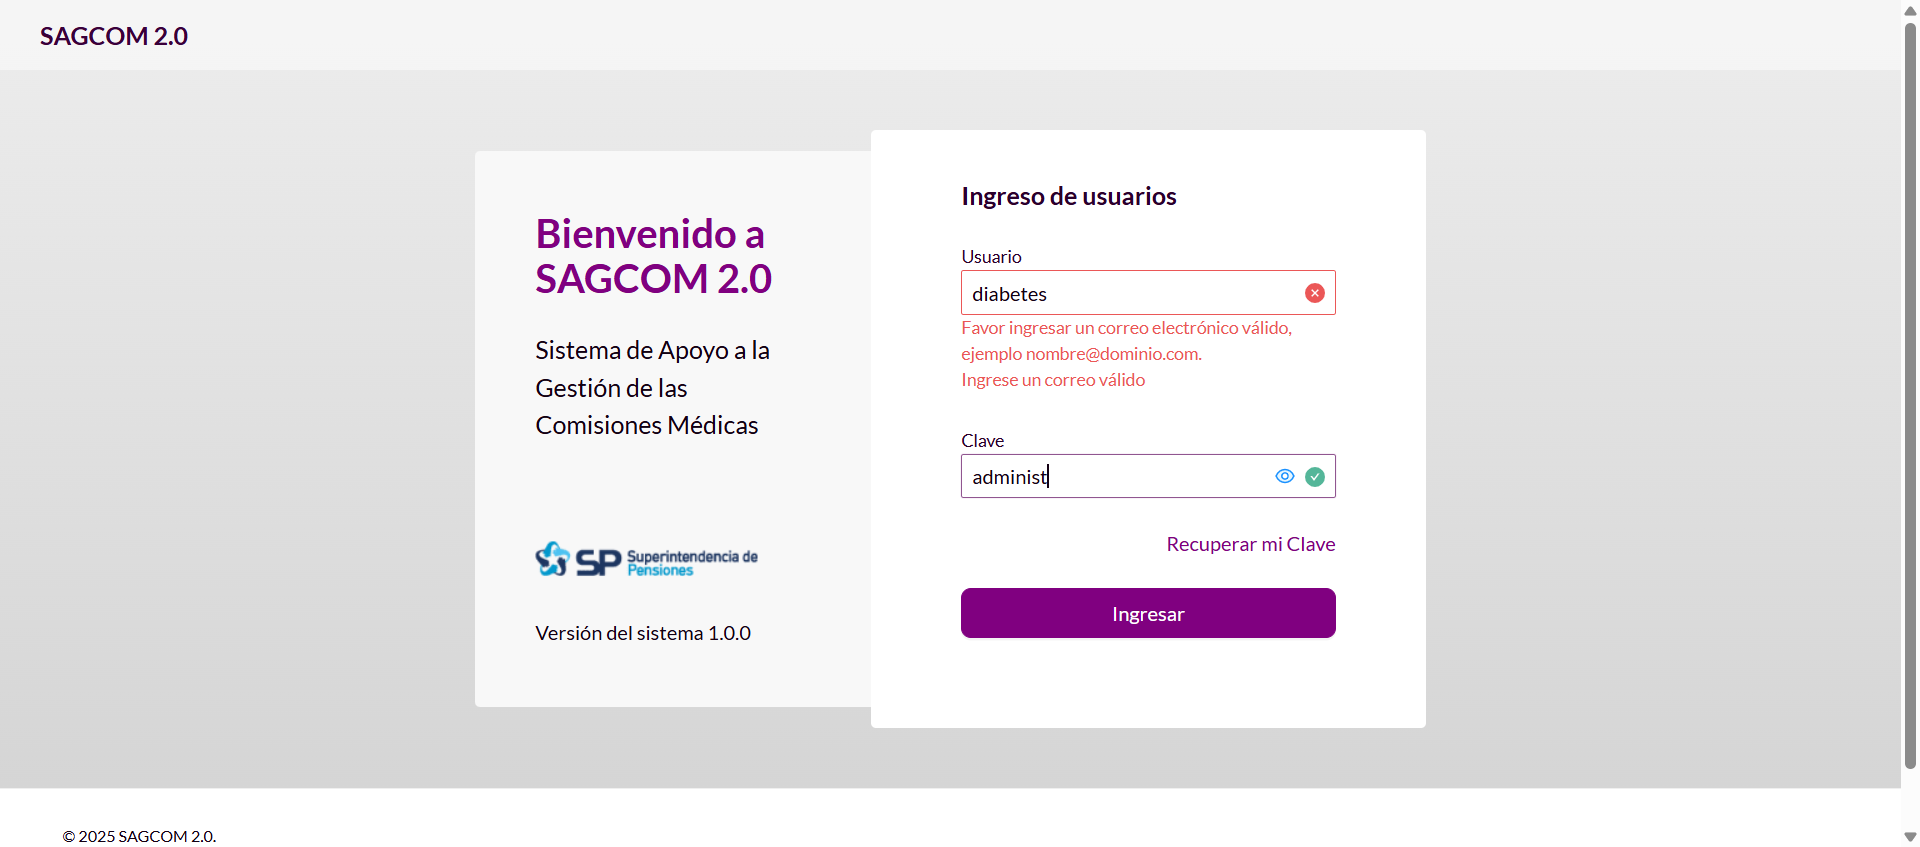 SAGCOM 2.0
Bienvenido a
SAGCOM 2.0
Sistema de Apoyo a la
Gestión de las
Comisiones Médicas
SP Superintendencia de
Pensiones
Versión del sistema 1.0.0
Ingreso de usuarios
Usuario
diabetes
Favor ingresar un correo electrónico válido,
ejemplo nombre@dominio.com.
Ingrese un correo válido
Clave
administ
Recuperar mi Clave
Ingresar
© 2025 SAGCOM 2.0.